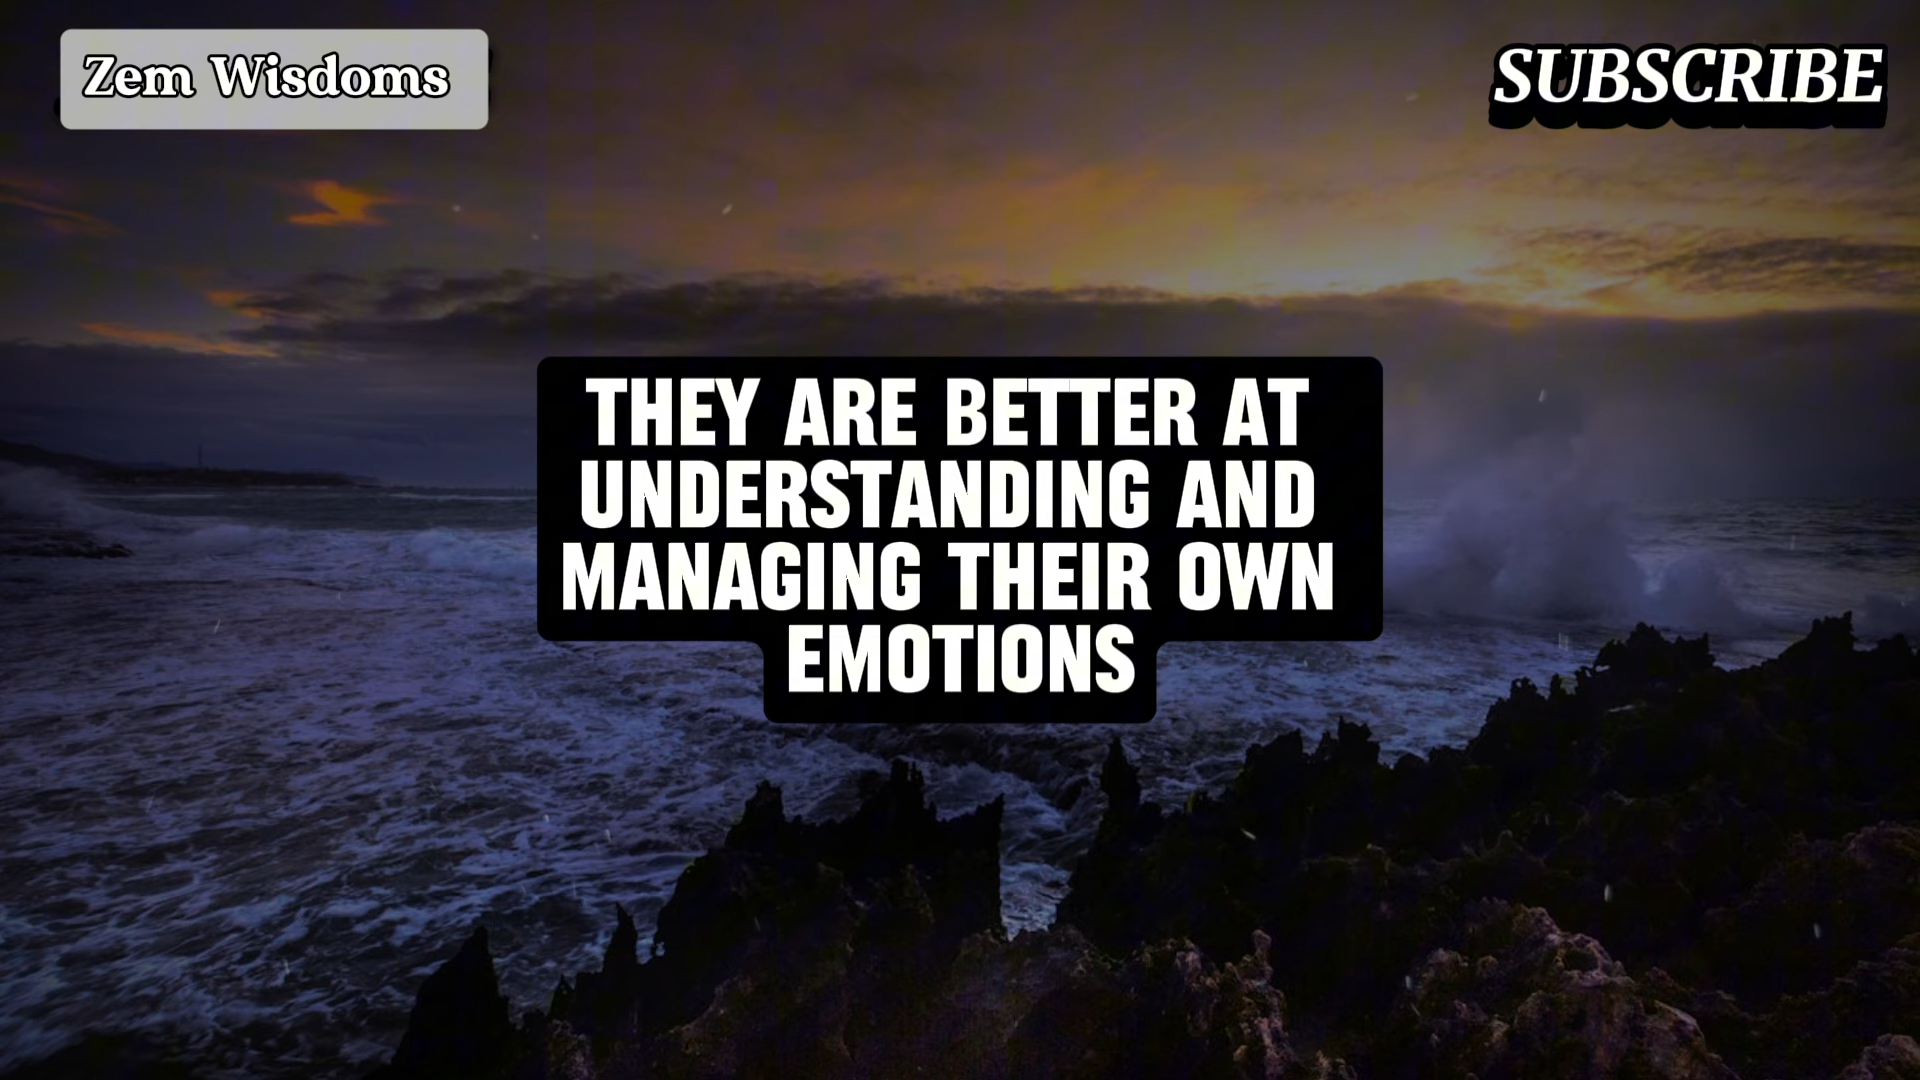 Zem Wisdoms
SUBSCRIBE
THEY ARE BETTER AT
UNDERSTANDING AND
MANAGING THEIR OWN
EMOTIONS